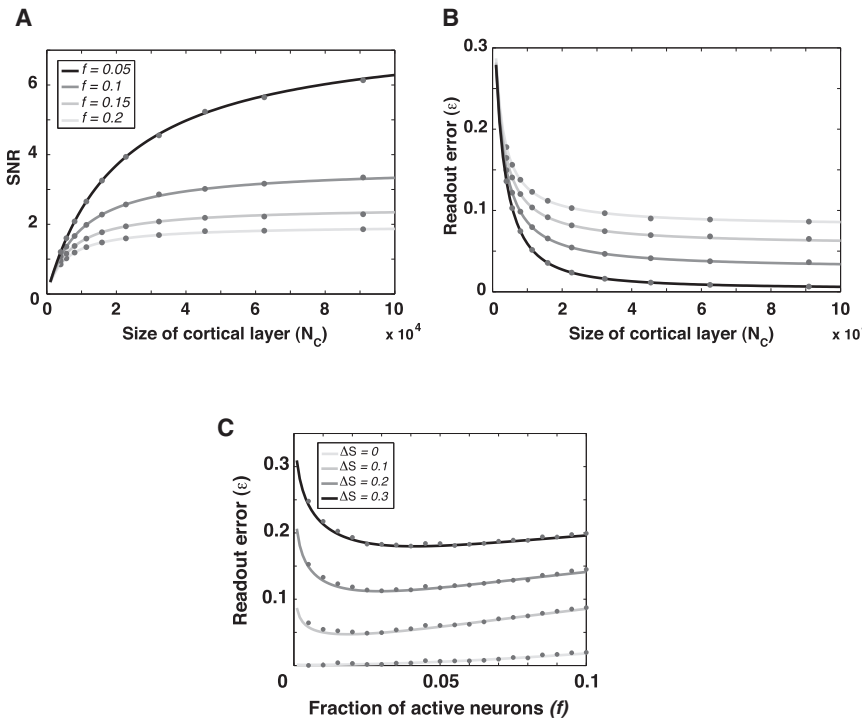 A
SNR
6
4
2
0
f = 0.05
f = 0.1
f = 0.15
f = 0.2
0 2 4 6 8 10
Size of cortical layer (N_C)
x 10^4
B
Readout error (ε)
0.3
0.2
0.1
0
0 2 4 6 8 10
Size of cortical layer (N_C)
x 10
C
Readout error (ε)
0.3
0.2
0.1
ΔS = 0
ΔS = 0.1
ΔS = 0.2
ΔS = 0.3
0 0.05 0.1
Fraction of active neurons (f)